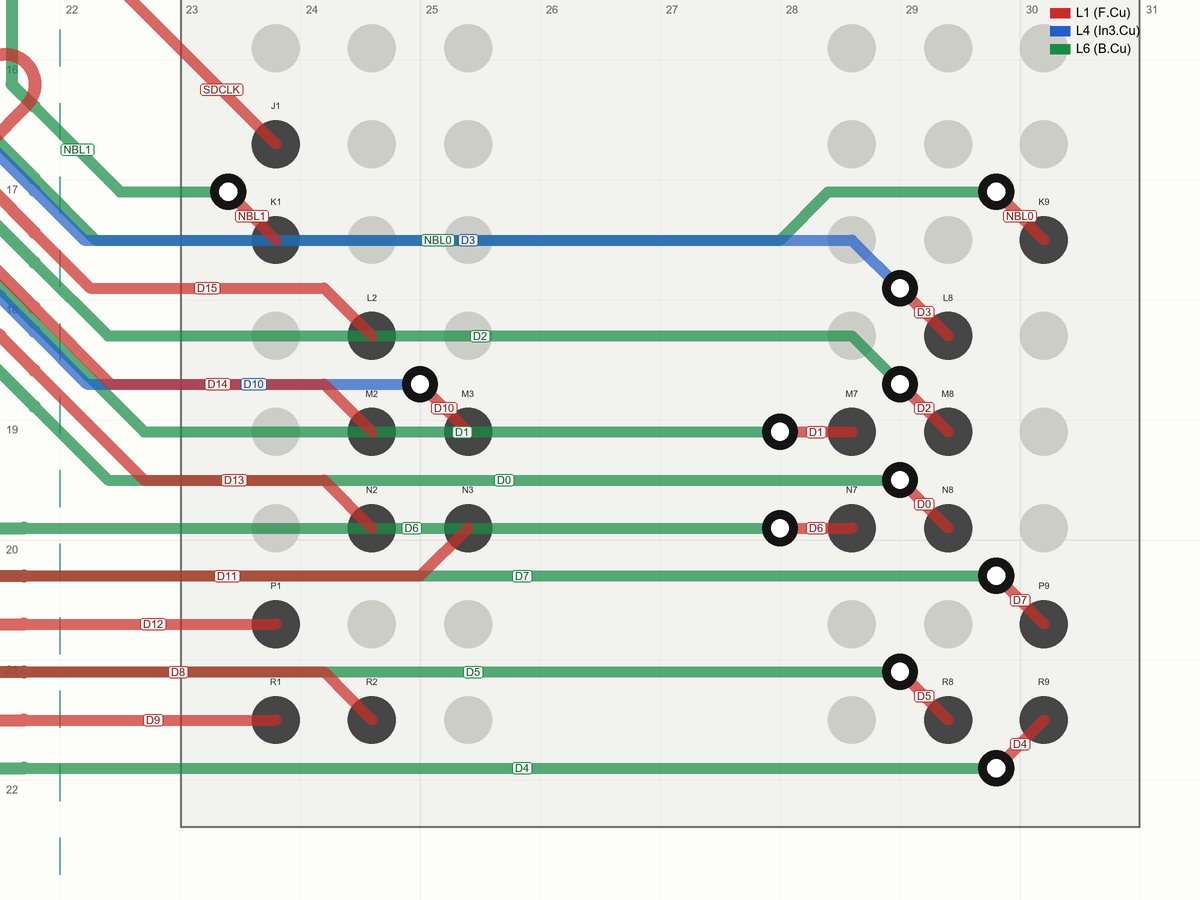 22 23 24 25 26 27 28 29 30 31
L1 (F.Cu)
L4 (In3.Cu)
L6 (B.Cu)
16
SDCLK
J1
NBL1
17
K1 K9
NBL1 NBL0
NBL0 D3
D15
L2 L8
18
D3
D2
D14 D10
M2 M3 M7 M8
D10 D2
19
D1 D1
D13 D0
N2 N3 N7 N8
D0
D6 D6
20
D11 D7
P1 P9
D7
D12
21
D8 D5
R1 R2 R8 R9
D5
D9
D4
D4
22